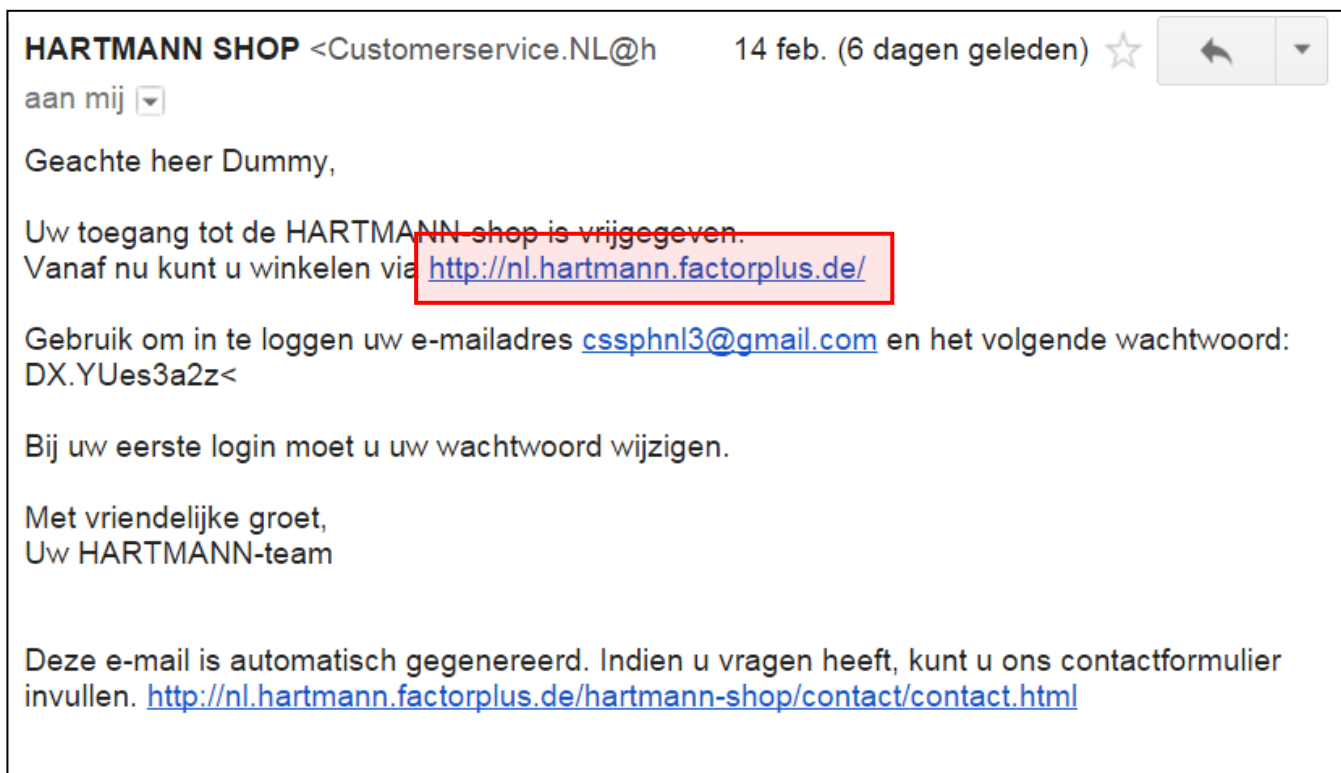 HARTMANN SHOP <Customerservice.NL@h 14 feb. (6 dagen geleden)
aan mij
Geachte heer Dummy,
Uw toegang tot de HARTMANN-shop is vrijgegeven.
Vanaf nu kunt u winkelen via http://nl.hartmann.factorplus.de/
Gebruik om in te loggen uw e-mailadres cssphnl3@gmail.com en het volgende wachtwoord:
DX.YUes3a2z<
Bij uw eerste login moet u uw wachtwoord wijzigen.
Met vriendelijke groet,
Uw HARTMANN-team
Deze e-mail is automatisch gegenereerd. Indien u vragen heeft, kunt u ons contactformulier
invullen. http://nl.hartmann.factorplus.de/hartmann-shop/contact/contact.html